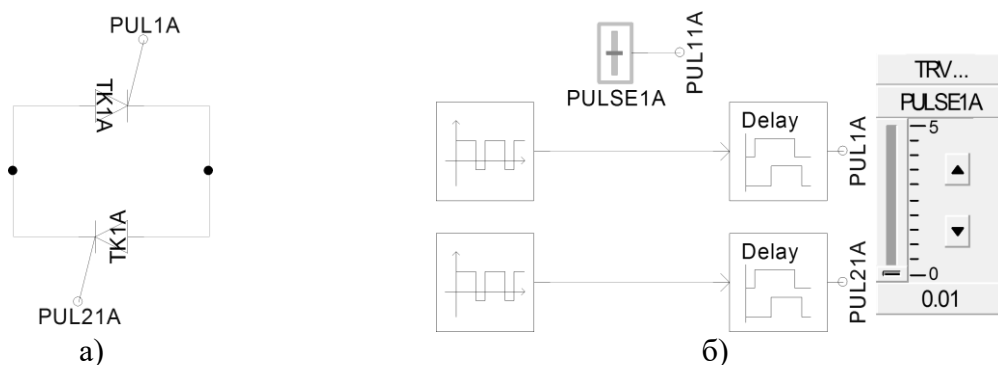 PUL1A
TK1A
TK1A
PUL21A
а)
PULSE1A
PUL11A
Delay
PUL1A
Delay
PUL21A
TRV...
PULSE1A
5
0
0.01
б)